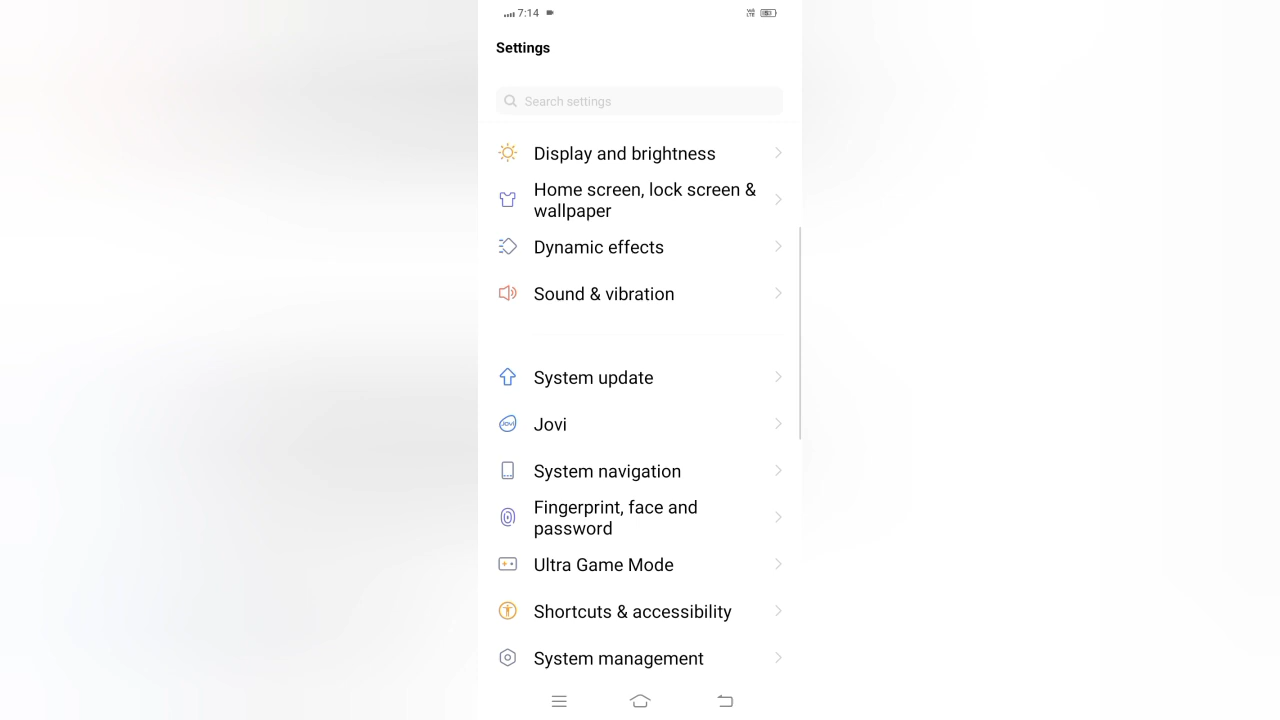 7:14
Settings
Search settings
Display and brightness
Home screen, lock screen &
wallpaper
Dynamic effects
Sound & vibration
System update
Jovi
System navigation
Fingerprint, face and
password
Ultra Game Mode
Shortcuts & accessibility
System management